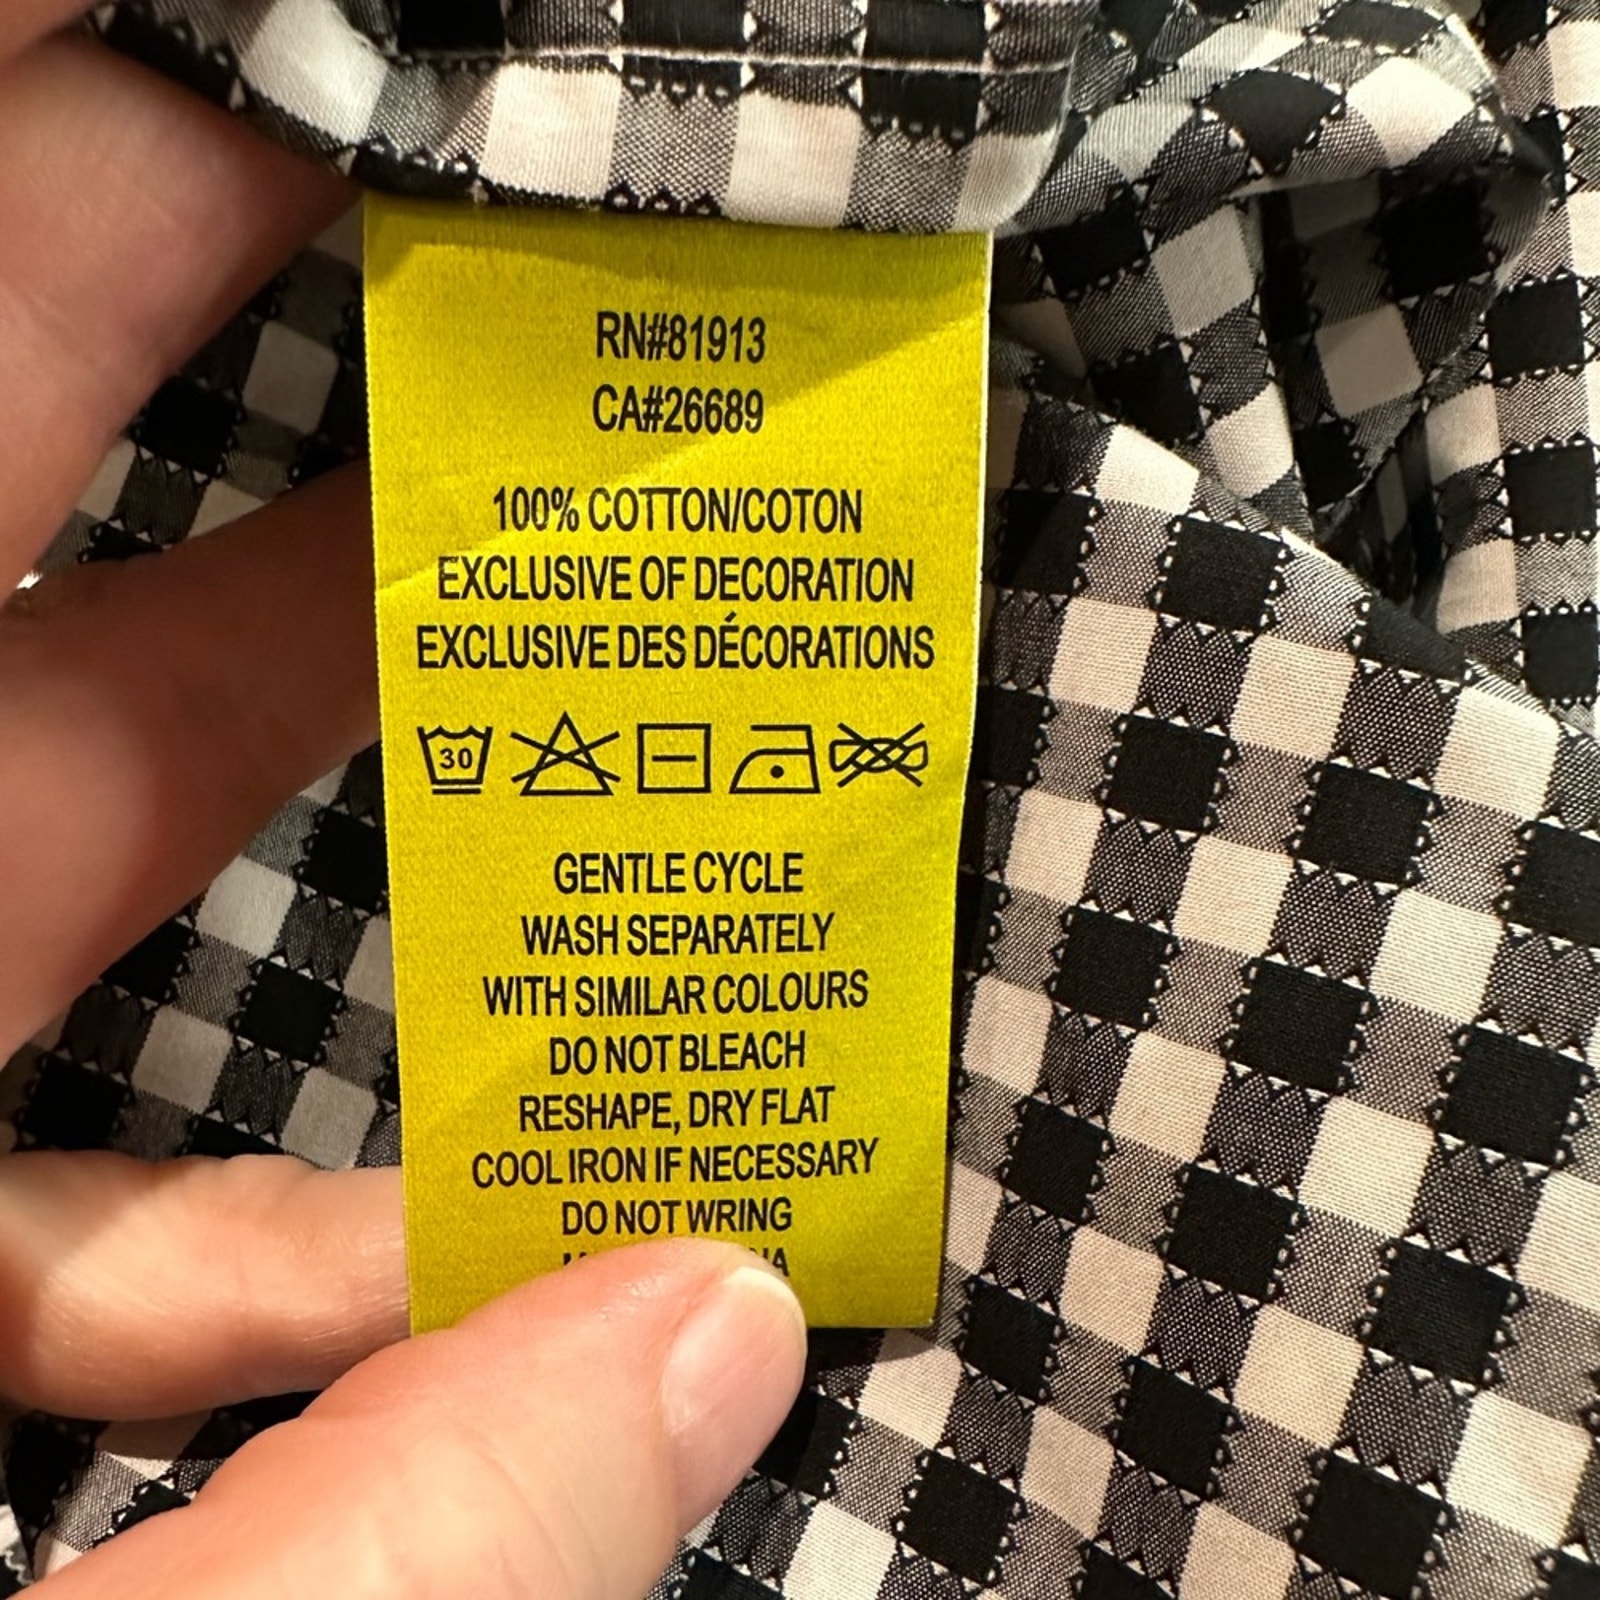 RN#81913
CA#26689
100% COTTON/COTON
EXCLUSIVE OF DECORATION
EXCLUSIVE DES DÉCORATIONS
30
GENTLE CYCLE
WASH SEPARATELY
WITH SIMILAR COLOURS
DO NOT BLEACH
RESHAPE, DRY FLAT
COOL IRON IF NECESSARY
DO NOT WRING